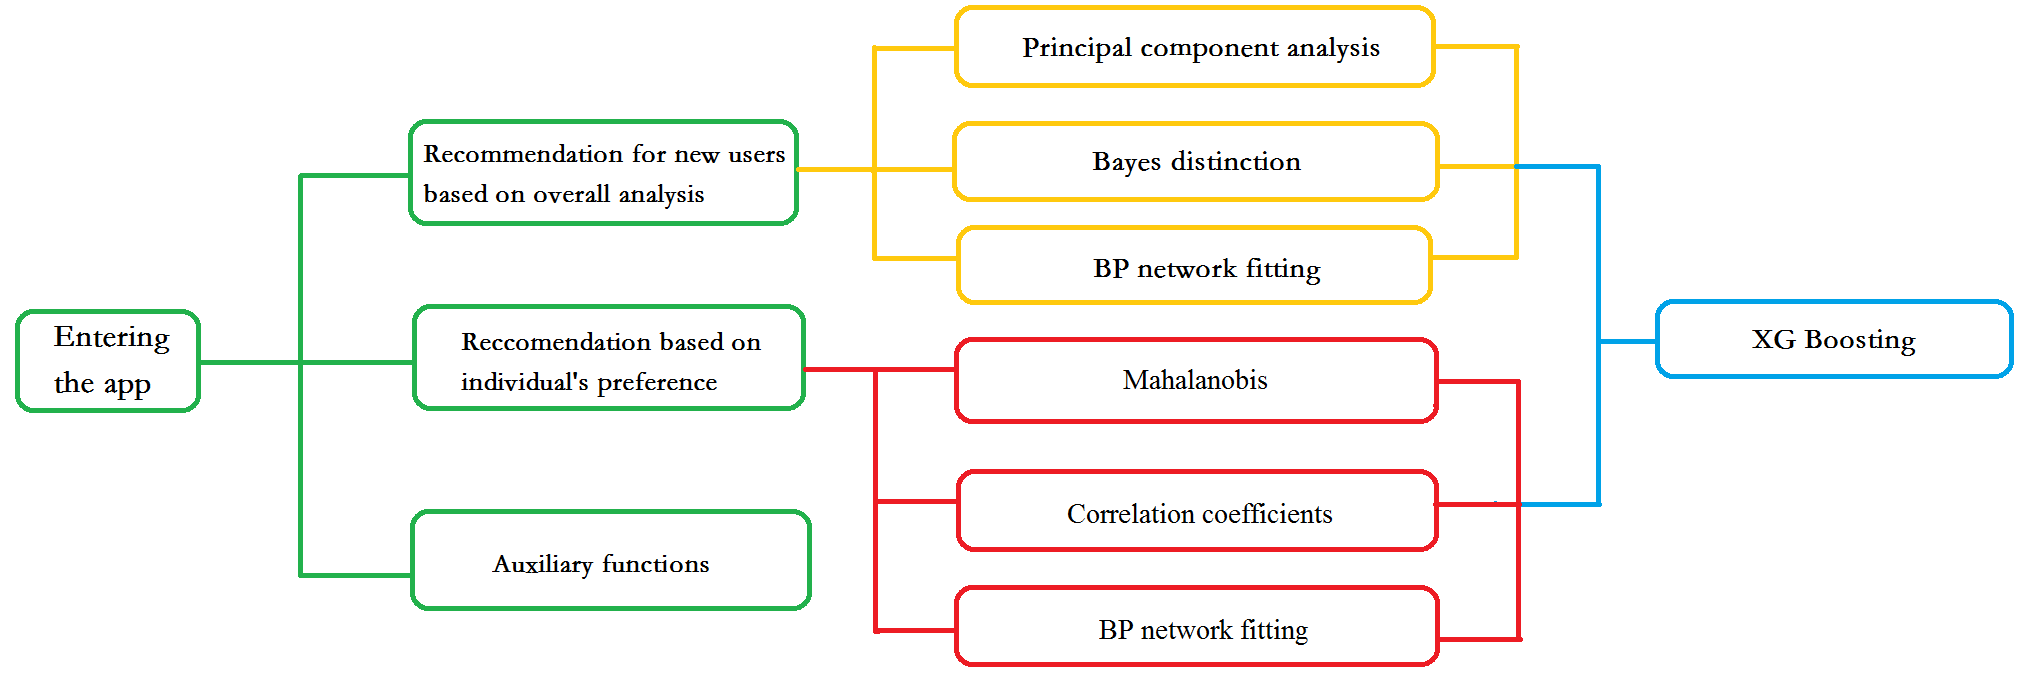 Entering
the app
Recommendation for new users
based on overall analysis
Reccomendation based on
individual's preference
Auxiliary functions
Principal component analysis
Bayes distinction
BP network fitting
Mahalanobis
Correlation coefficients
BP network fitting
XG Boosting